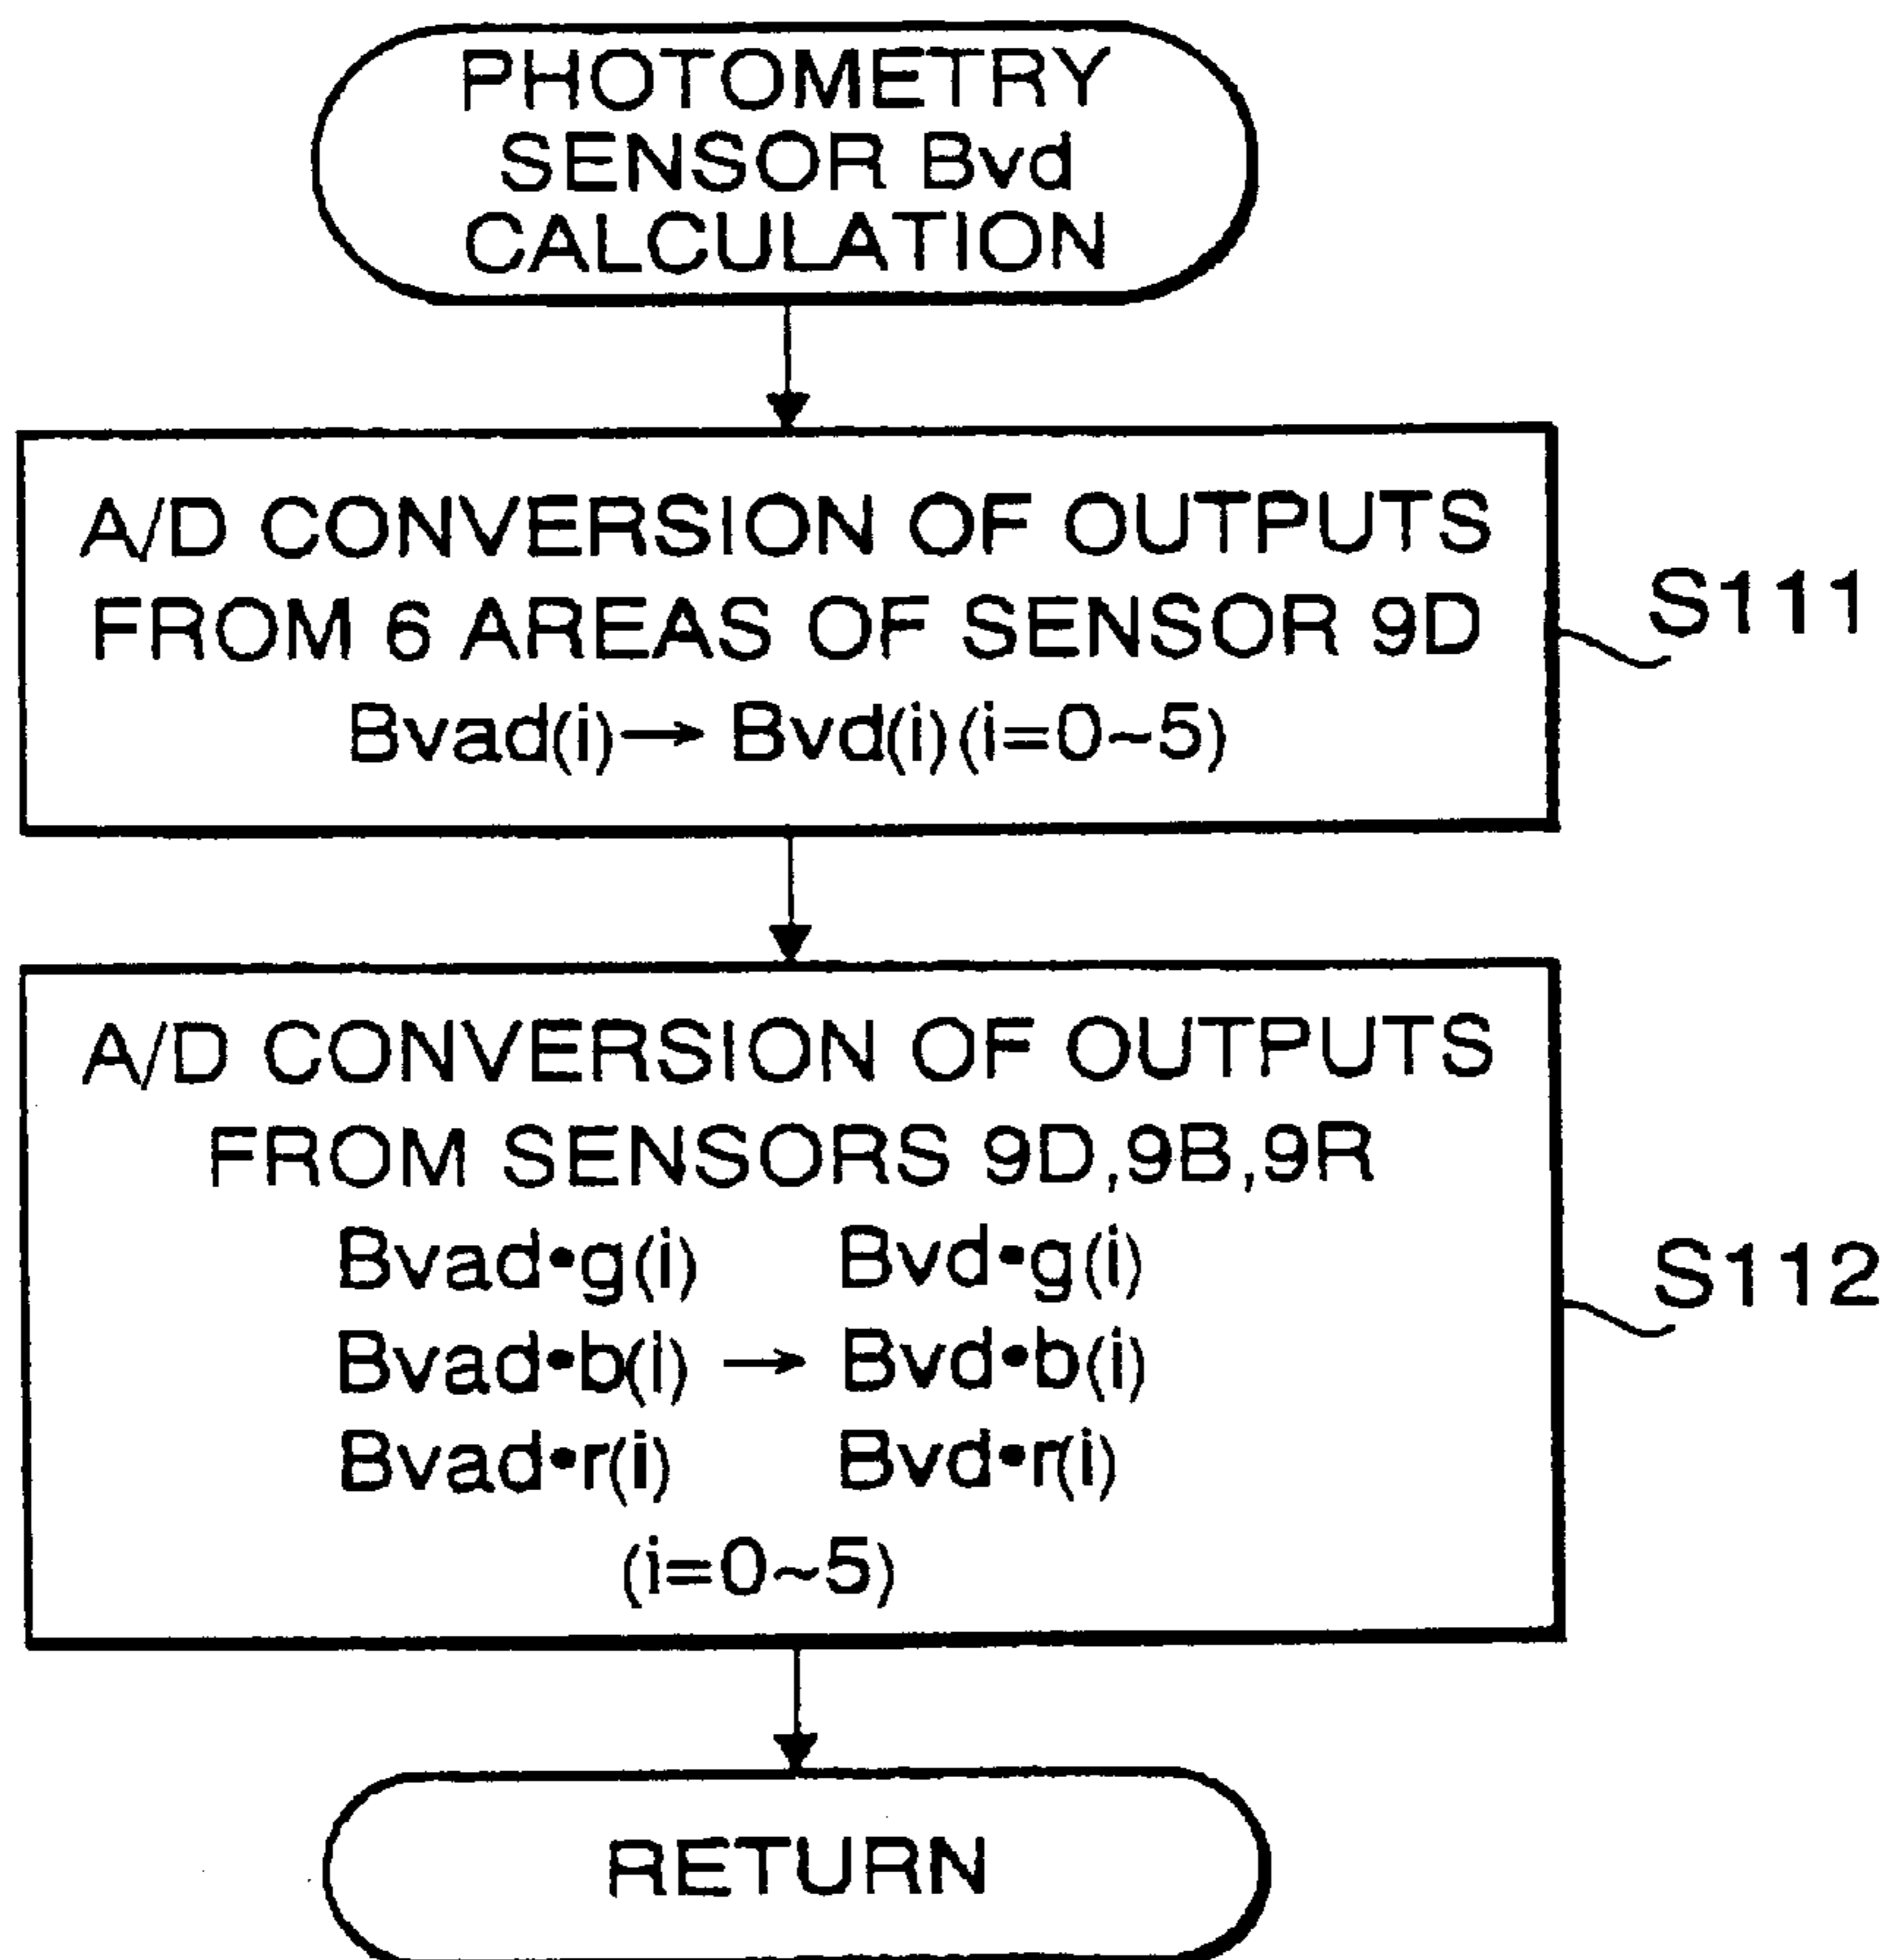 PHOTOMETRY
SENSOR Bvd
CALCULATION
A/D CONVERSION OF OUTPUTS
FROM 6 AREAS OF SENSOR 9D
Bvad(i)→ Bvd(i)(i=0~5)
S111
A/D CONVERSION OF OUTPUTS
FROM SENSORS 9D,9B,9R
Bvad•g(i) Bvd•g(i)
Bvad•b(i) → Bvd•b(i)
Bvad•r(i) Bvd•r(i)
(i=0~5)
S112
RETURN